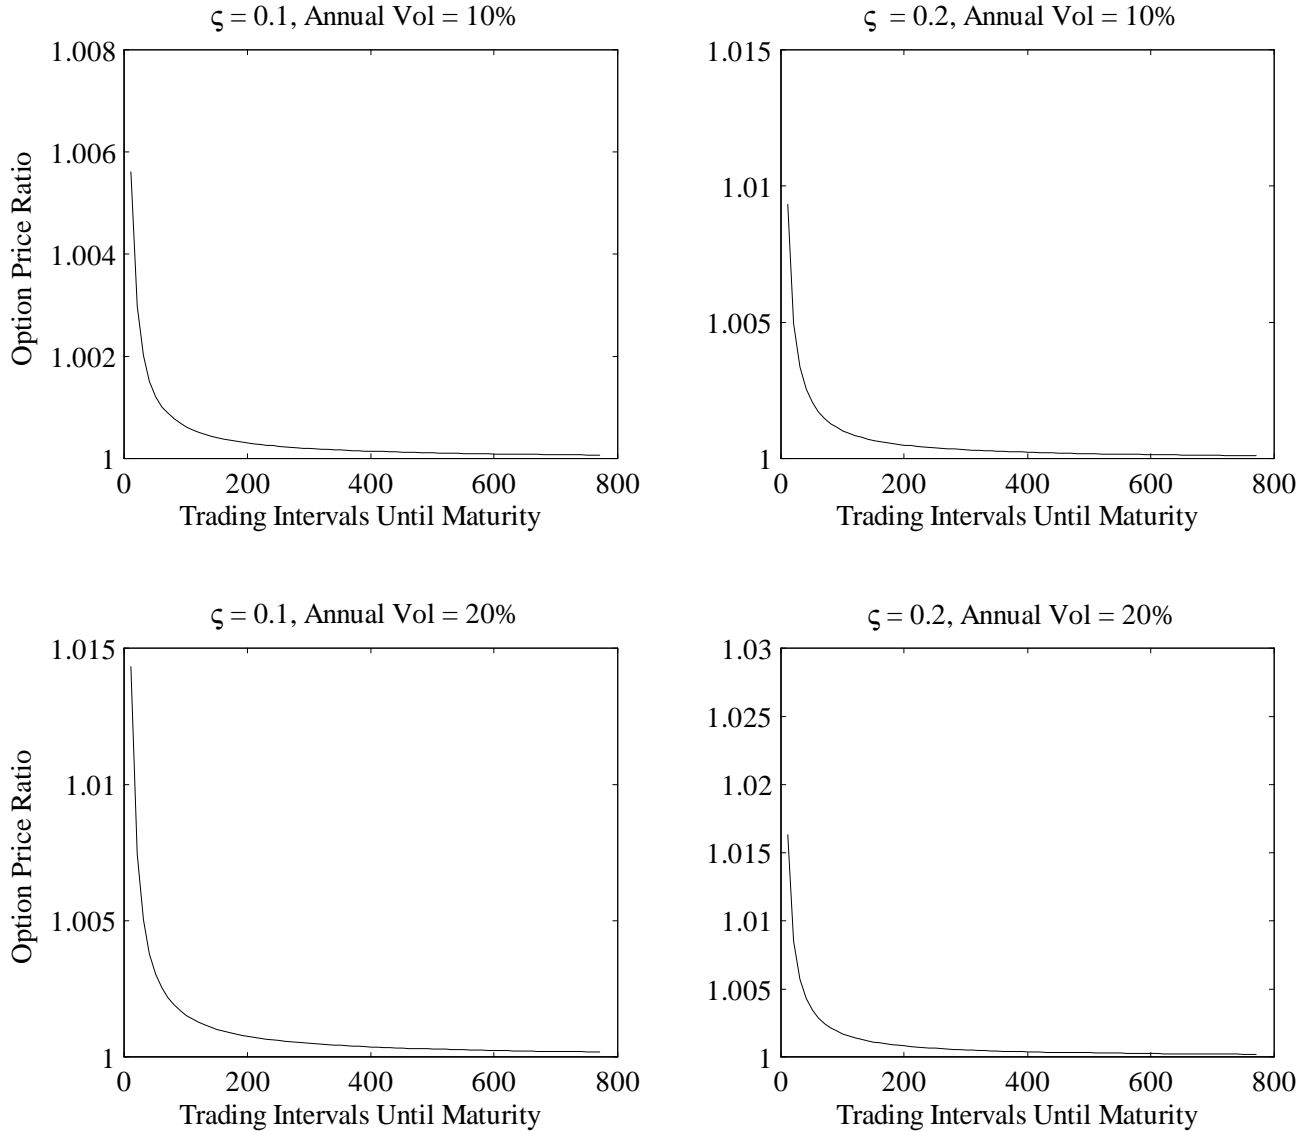 ς = 0.1, Annual Vol = 10%
1.008
1.006
1.004
1.002
1
Option Price Ratio
0 200 400 600 800
Trading Intervals Until Maturity
ς = 0.2, Annual Vol = 10%
1.015
1.01
1.005
1
0 200 400 600 800
Trading Intervals Until Maturity
ς = 0.1, Annual Vol = 20%
1.015
1.01
1.005
1
Option Price Ratio
0 200 400 600 800
Trading Intervals Until Maturity
ς = 0.2, Annual Vol = 20%
1.03
1.025
1.02
1.015
1.01
1.005
1
0 200 400 600 800
Trading Intervals Until Maturity